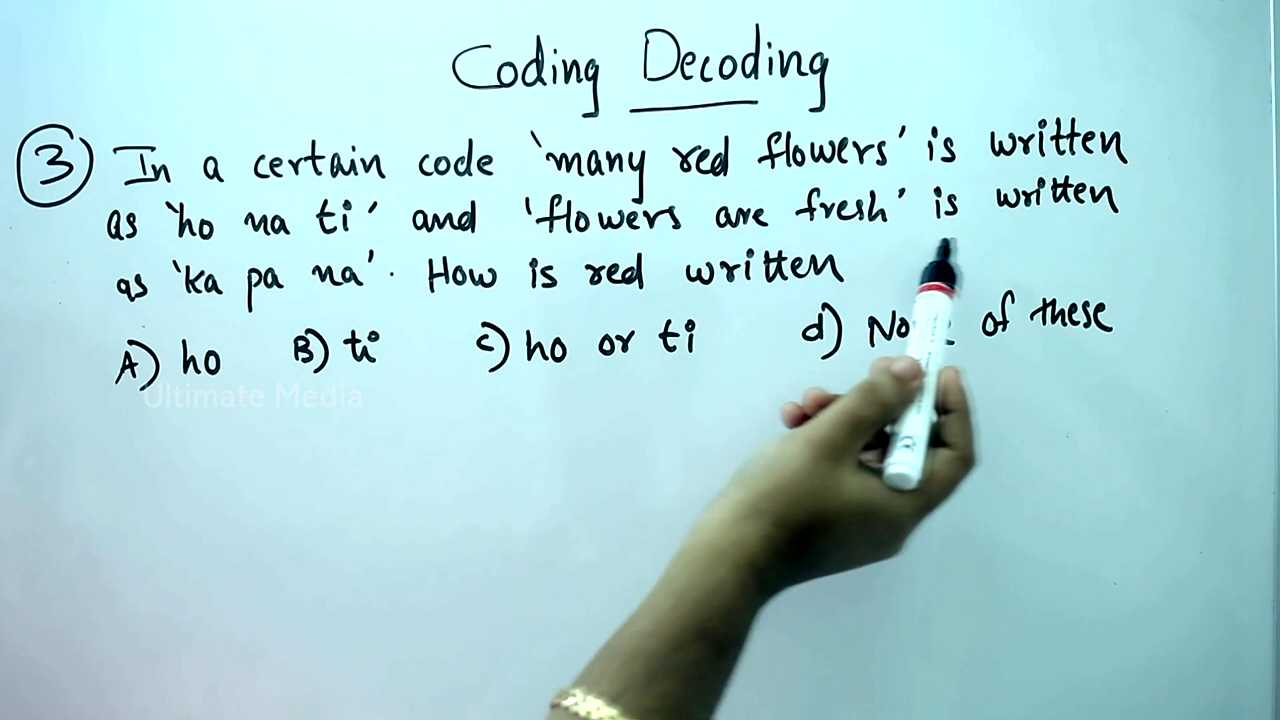 Coding Decoding
3 In a certain code 'many red flowers' is written
as 'ho na ti' and 'flowers are fresh' is written
as 'ka pa na'. How is red written
A) ho B) ti C) ho or ti d) of these
Ultimate Media